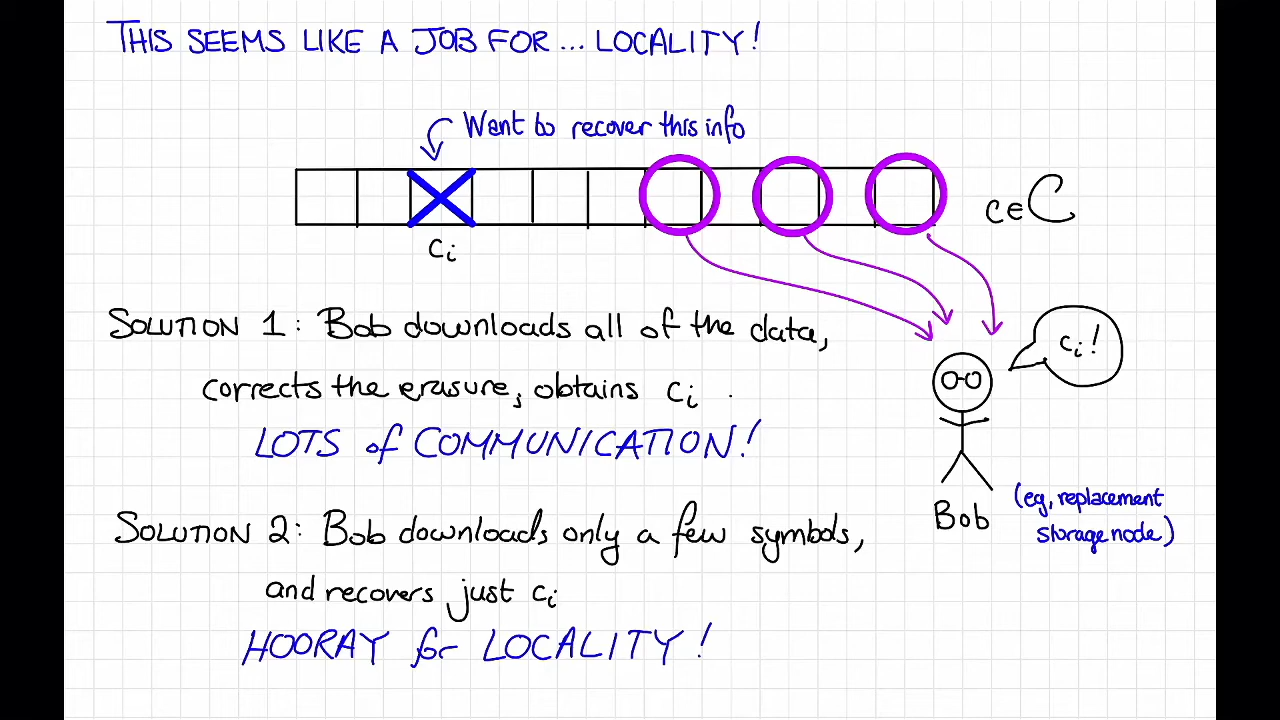 THIS SEEMS LIKE A JOB FOR... LOCALITY!
Want to recover this info
c∈C
ci
SOLUTION 1: Bob downloads all of the data,
corrects the erasure, obtains ci.
LOTS of COMMUNICATION!
ci!
SOLUTION 2: Bob downloads only a few symbols,
and recovers just ci
HOORAY for LOCALITY!
Bob
(eg, replacement
storage node)